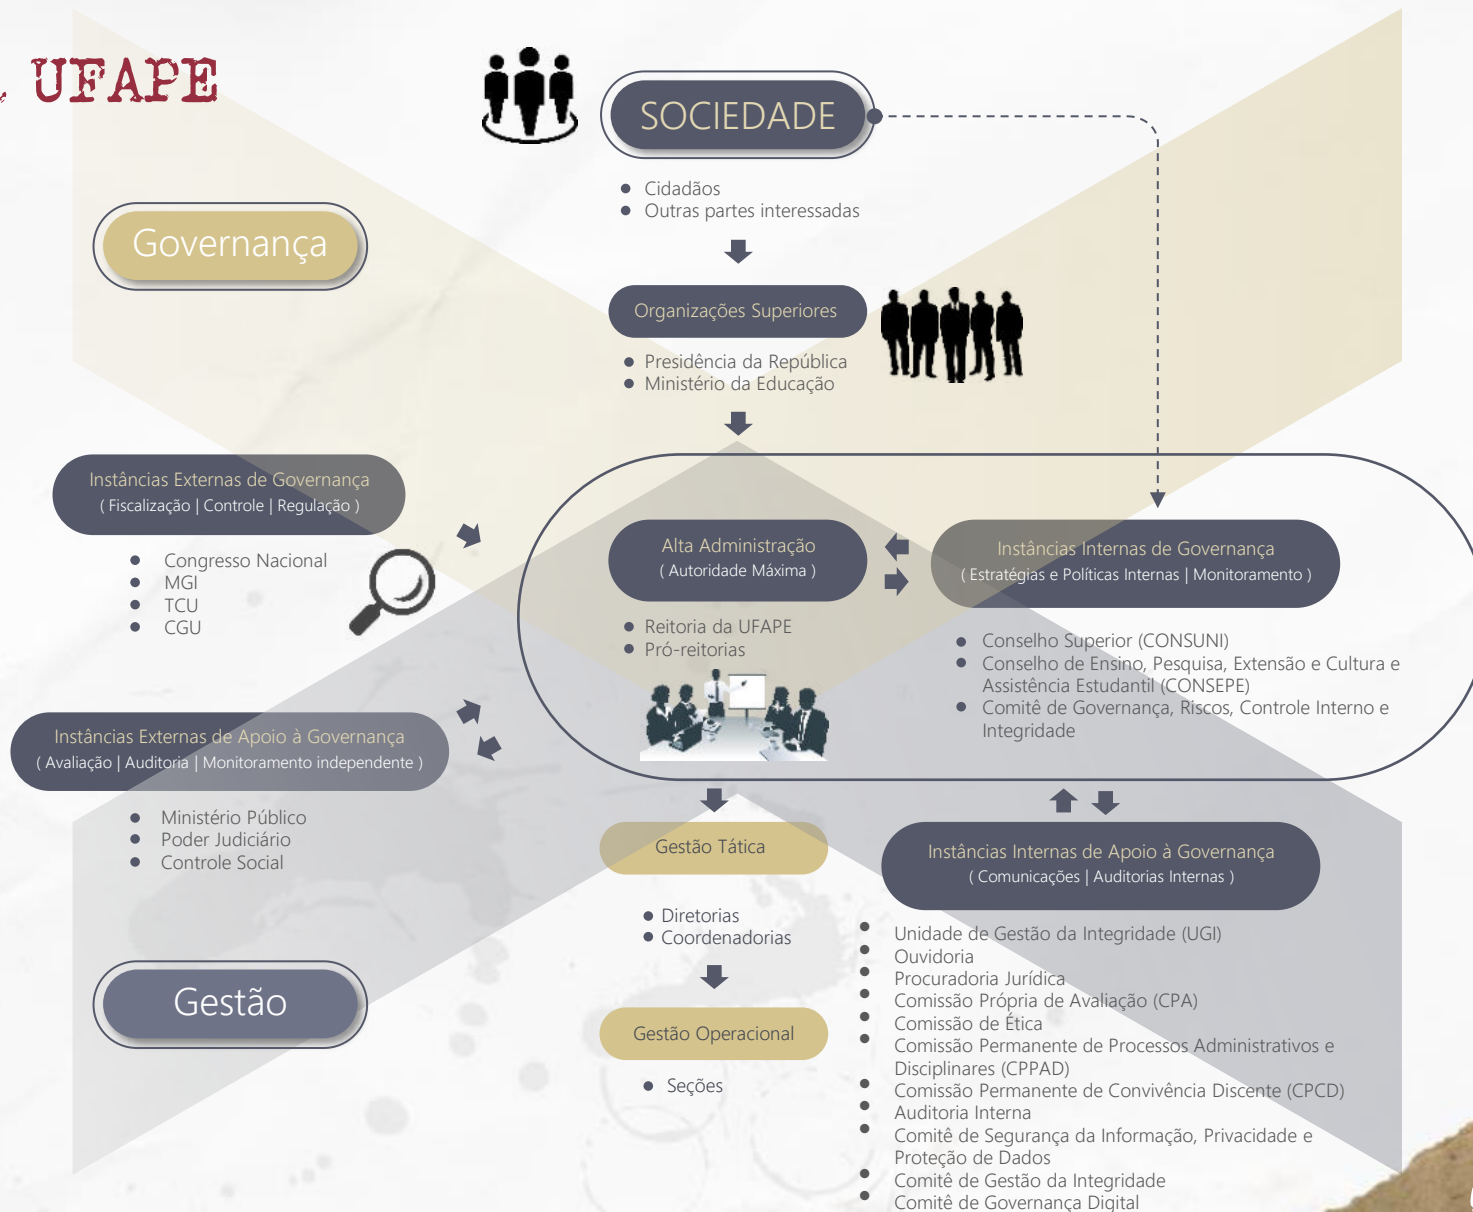 UFAPE
SOCIEDADE
Cidadãos
Outras partes interessadas
Governança
Organizações Superiores
Presidência da República
Ministério da Educação
Instâncias Externas de Governança
( Fiscalização | Controle | Regulação )
Congresso Nacional
MGI
TCU
CGU
Alta Administração
( Autoridade Máxima )
Reitoria da UFAPE
Pró-reitorias
Instâncias Internas de Governança
( Estratégias e Políticas Internas | Monitoramento )
Conselho Superior (CONSUNI)
Conselho de Ensino, Pesquisa, Extensão e Cultura e
Assistência Estudantil (CONSEPE)
Comitê de Governança, Riscos, Controle Interno e
Integridade
Instâncias Externas de Apoio à Governança
( Avaliação | Auditoria | Monitoramento independente )
Ministério Público
Poder Judiciário
Controle Social
Gestão Tática
Diretorias
Coordenadorias
Gestão Operacional
Seções
Instâncias Internas de Apoio à Governança
( Comunicações | Auditorias Internas )
Unidade de Gestão da Integridade (UGI)
Ouvidoria
Procuradoria Jurídica
Comissão Própria de Avaliação (CPA)
Comissão de Ética
Comissão Permanente de Processos Administrativos e
Disciplinares (CPPAD)
Comissão Permanente de Convivência Discente (CPCD)
Auditoria Interna
Comitê de Segurança da Informação, Privacidade e
Proteção de Dados
Comitê de Gestão da Integridade
Comitê de Governança Digital
Gestão